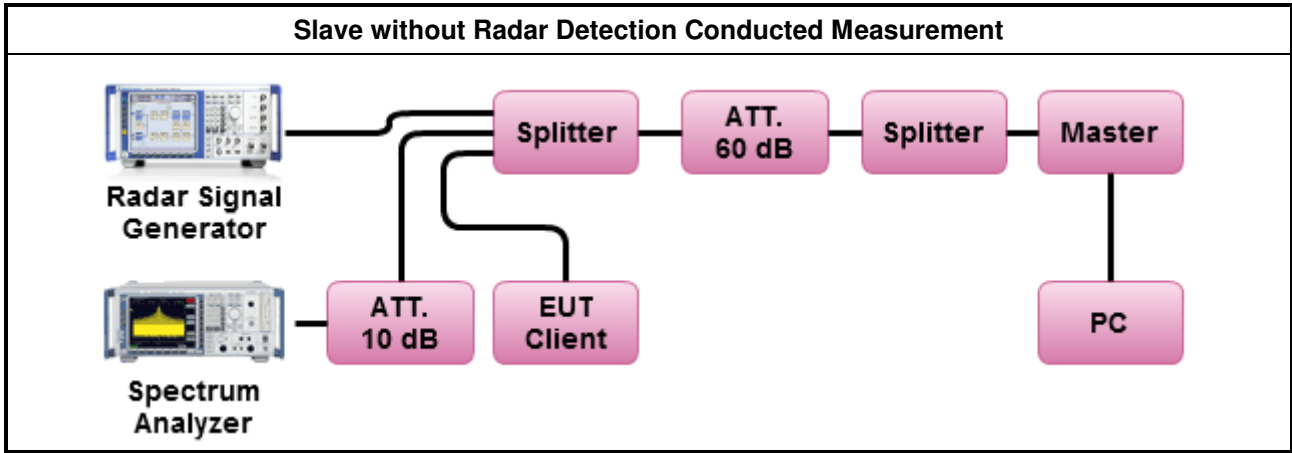 Slave without Radar Detection Conducted Measurement
Radar Signal
Generator
Splitter
ATT.
60 dB
Splitter
Master
Spectrum
Analyzer
ATT.
10 dB
EUT
Client
PC